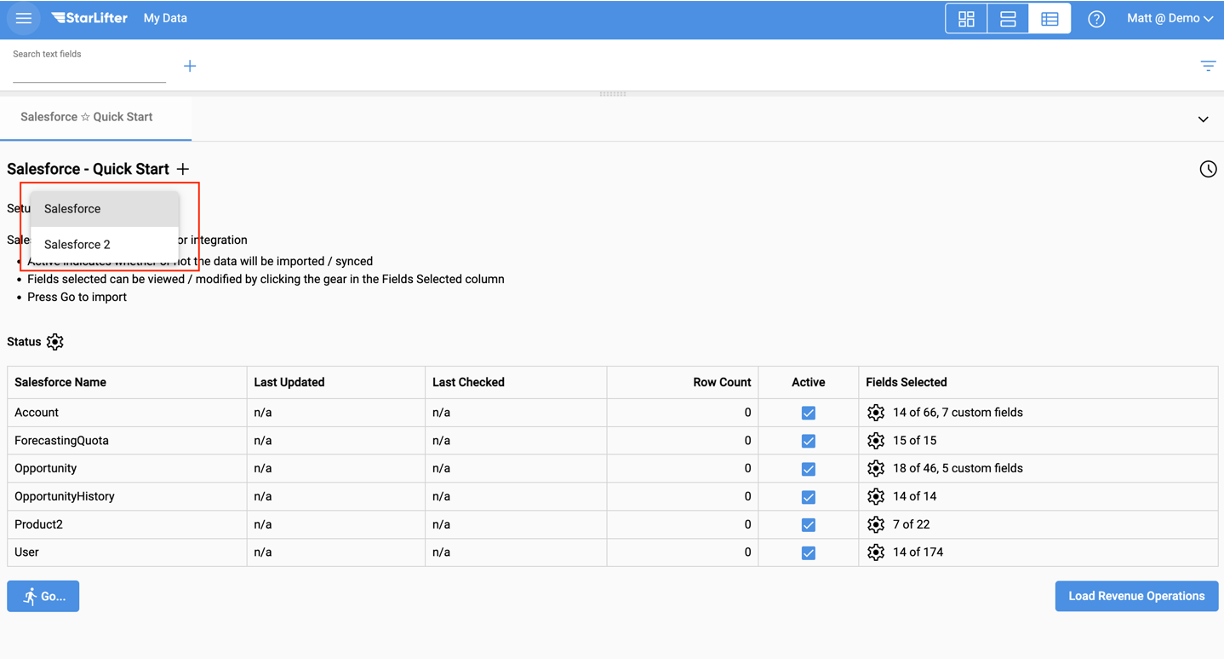 StarLifter My Data Matt @ Demo
Search text fields
Salesforce ☆ Quick Start
Salesforce - Quick Start
Setu
Salesforce
Sale or integration
Salesforce 2
Active indicates whether or not the data will be imported / synced
Fields selected can be viewed / modified by clicking the gear in the Fields Selected column
Press Go to import
Status
Salesforce Name Last Updated Last Checked Row Count Active Fields Selected
Account n/a n/a 0 14 of 66, 7 custom fields
ForecastingQuota n/a n/a 0 15 of 15
Opportunity n/a n/a 0 18 of 46, 5 custom fields
OpportunityHistory n/a n/a 0 14 of 14
Product2 n/a n/a 0 7 of 22
User n/a n/a 0 14 of 174
Go... Load Revenue Operations